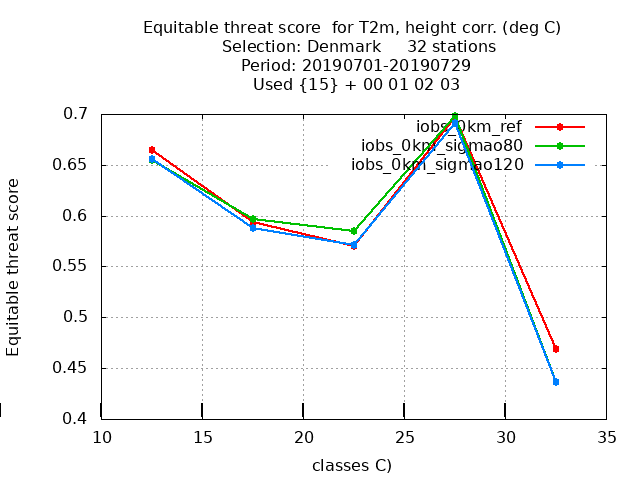 Equitable threat score  for T2m, height corr. (deg C)
Selection: Denmark     32 stations
Period: 20190701-20190729
Used {15} + 00 01 02 03
iobs_0km_ref
iobs_0km_sigmao80
iobs_0km_sigmao120
Equitable threat score
0.7
0.65
0.6
0.55
0.5
0.45
0.4
10 15 20 25 30 35
classes C)